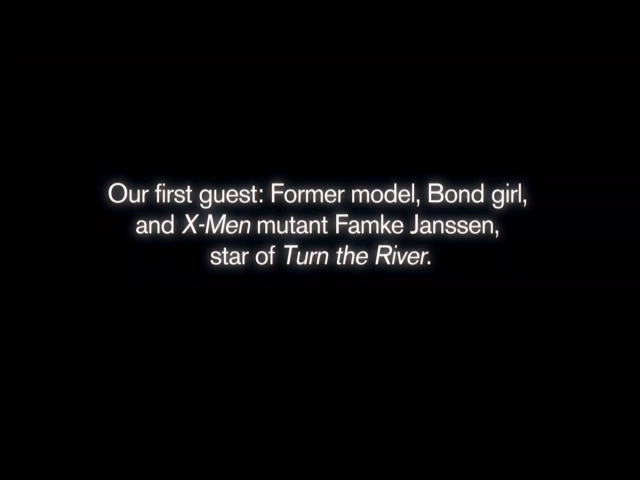 Our first guest: Former model, Bond girl,
and X-Men mutant Famke Janssen,
star of Turn the River.